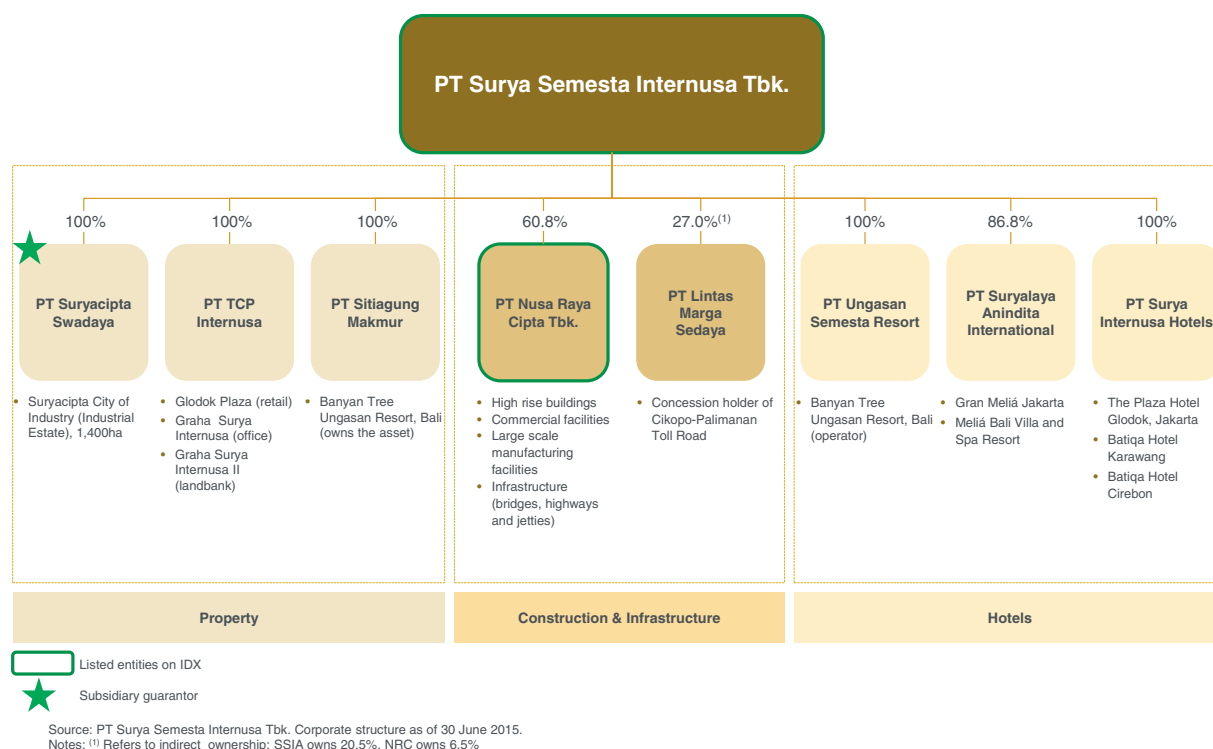 PT Surya Semesta Internusa Tbk.
100%
100%
100%
60.8%
27.0%(1)
100%
86.8%
100%
PT Suryacipta
Swadaya
PT TCP
Internusa
PT Sitiagung
Makmur
PT Nusa Raya
Cipta Tbk.
PT Lintas
Marga
Sedaya
PT Ungasan
Semesta Resort
PT Suryalaya
Anindita
International
PT Surya
Internusa Hotels
• Suryacipta City of
Industry (Industrial
Estate), 1,400ha
• Glodok Plaza (retail)
• Graha Surya
Internusa (office)
• Graha Surya
Internusa II
(landbank)
• Banyan Tree
Ungasan Resort, Bali
(owns the asset)
• High rise buildings
• Commercial facilities
• Large scale
manufacturing
facilities
• Infrastructure
(bridges, highways
and jetties)
• Concession holder of
Cikopo-Palimanan
Toll Road
• Banyan Tree
Ungasan Resort, Bali
(operator)
• Gran Meliá Jakarta
• Meliá Bali Villa and
Spa Resort
• The Plaza Hotel
Glodok, Jakarta
• Batiqa Hotel
Karawang
• Batiqa Hotel
Cirebon
Property
Construction & Infrastructure
Hotels
Listed entities on IDX
Subsidiary guarantor
Source: PT Surya Semesta Internusa Tbk. Corporate structure as of 30 June 2015.
Notes: (1) Refers to indirect ownership; SSIA owns 20.5%, NRC owns 6.5%